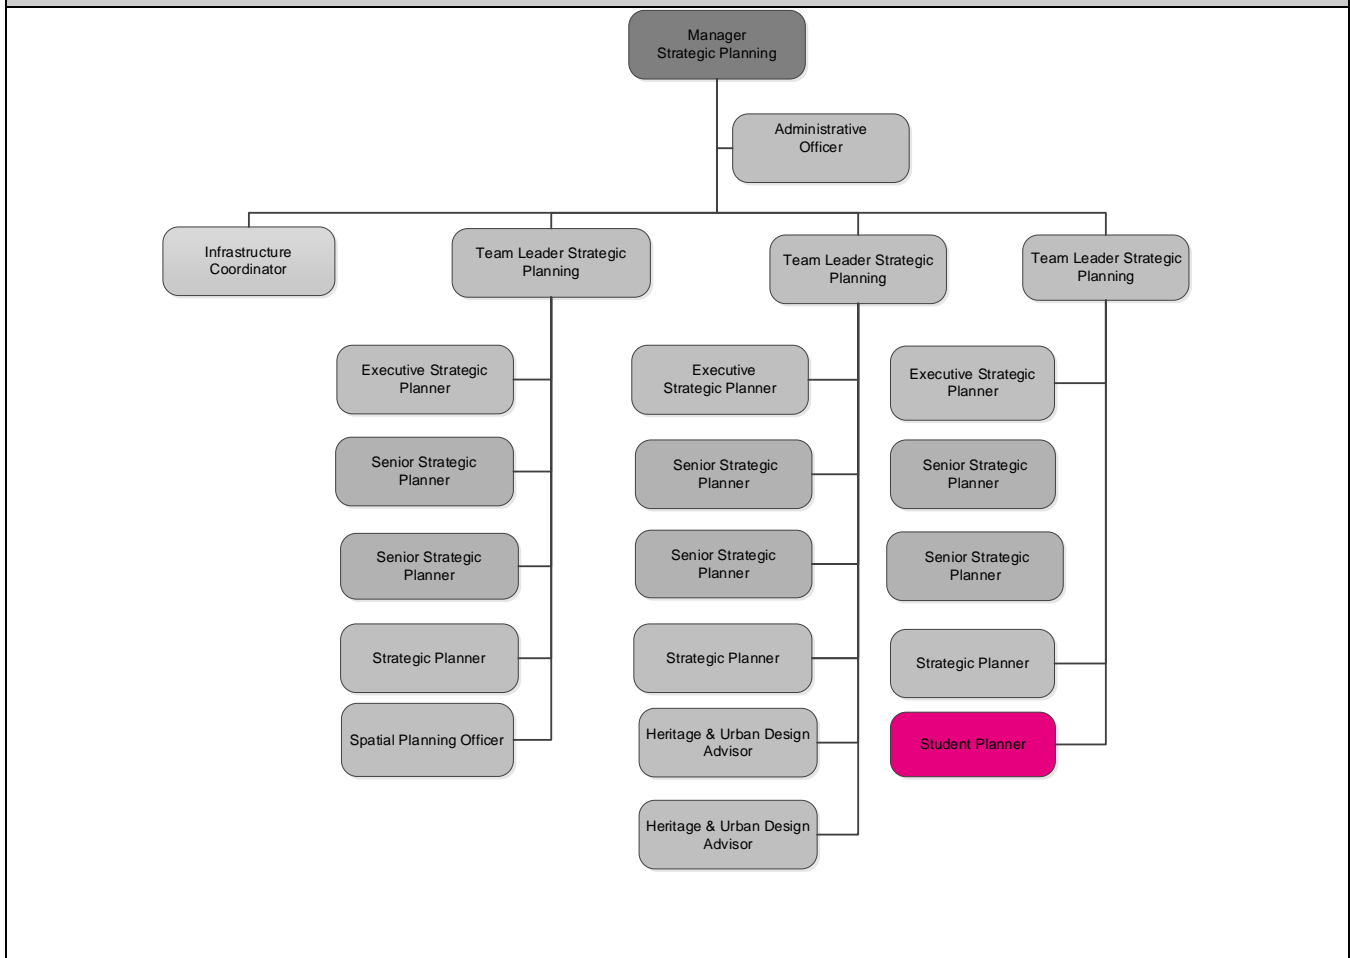 Manager
Strategic Planning
Administrative
Officer
Infrastructure
Coordinator
Team Leader Strategic
Planning
Team Leader Strategic
Planning
Team Leader Strategic
Planning
Executive Strategic
Planner
Senior Strategic
Planner
Senior Strategic
Planner
Strategic Planner
Spatial Planning Officer
Executive
Strategic Planner
Senior Strategic
Planner
Senior Strategic
Planner
Strategic Planner
Heritage & Urban Design
Advisor
Heritage & Urban Design
Advisor
Executive Strategic
Planner
Senior Strategic
Planner
Senior Strategic
Planner
Strategic Planner
Student Planner